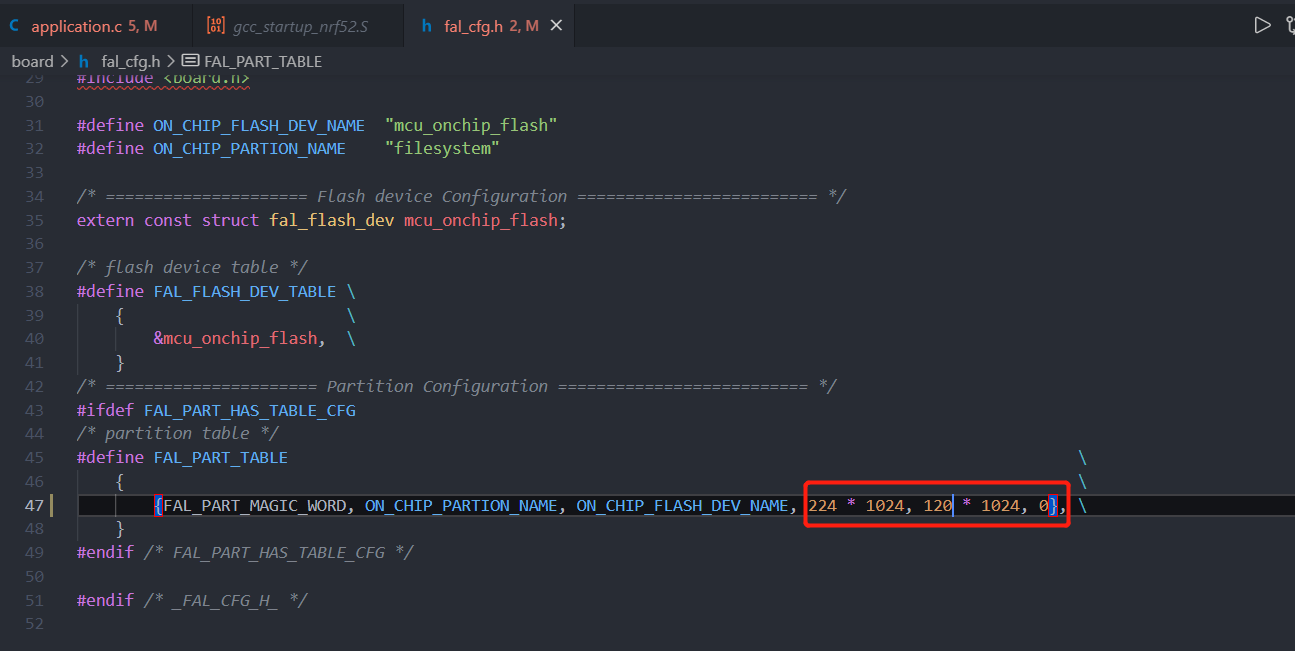 C application.c 5, M gcc_startup_nrf52.S h fal_cfg.h 2, M
board > h fal_cfg.h > FAL_PART_TABLE
29 #include <board.h>
30
31 #define ON_CHIP_FLASH_DEV_NAME "mcu_onchip_flash"
32 #define ON_CHIP_PARTION_NAME "filesystem"
33
34 /* ===================== Flash device Configuration ========================= */
35 extern const struct fal_flash_dev mcu_onchip_flash;
36
37 /* flash device table */
38 #define FAL_FLASH_DEV_TABLE \
39 { \
40 &mcu_onchip_flash, \
41 }
42 /* ====================== Partition Configuration ========================== */
43 #ifdef FAL_PART_HAS_TABLE_CFG
44 /* partition table */
45 #define FAL_PART_TABLE \
46 { \
47 {FAL_PART_MAGIC_WORD, ON_CHIP_PARTION_NAME, ON_CHIP_FLASH_DEV_NAME, 224 * 1024, 120 * 1024, 0}, \
48 }
49 #endif /* FAL_PART_HAS_TABLE_CFG */
50
51 #endif /* _FAL_CFG_H_ */
52